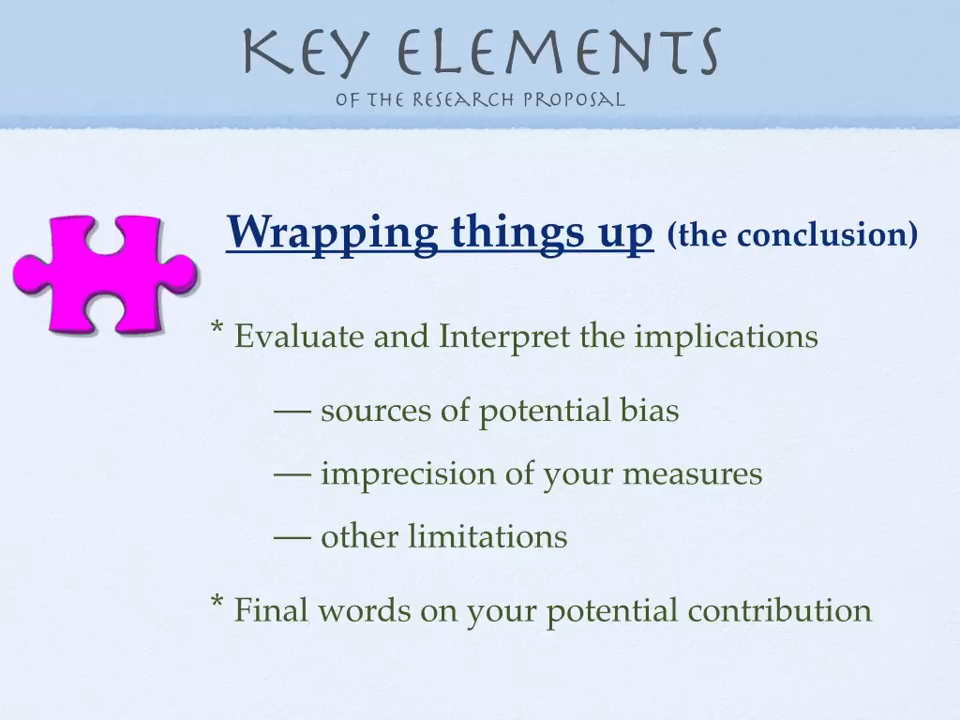 KEY ELEMENTS
OF THE RESEARCH PROPOSAL
Wrapping things up (the conclusion)
* Evaluate and Interpret the implications
— sources of potential bias
— imprecision of your measures
— other limitations
* Final words on your potential contribution